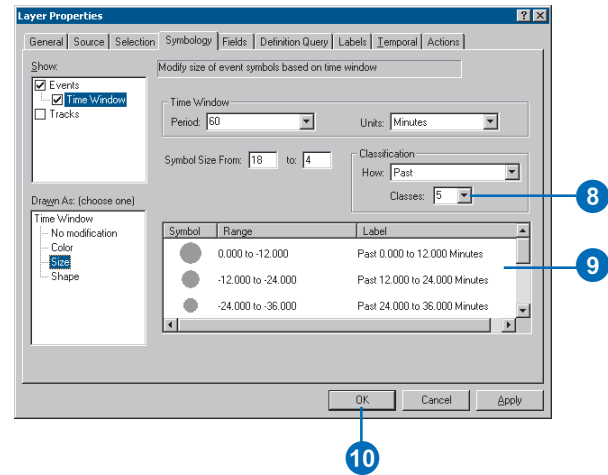 Layer Properties
General Source Selection Symbology Fields Definition Query Labels Temporal Actions
Show:
Events
Time Window
Tracks
Modify size of event symbols based on time window
Time Window
Period: 60
Units: Minutes
Symbol Size From: 18 to: 4
Classification
How: Past
Classes: 5
8
Drawn As: (choose one)
Time Window
No modification
Color
Size
Shape
Symbol Range Label
0.000 to -12.000 Past 0.000 to 12.000 Minutes
-12.000 to -24.000 Past 12.000 to 24.000 Minutes
-24.000 to -36.000 Past 24.000 to 36.000 Minutes
9
OK Cancel Apply
10